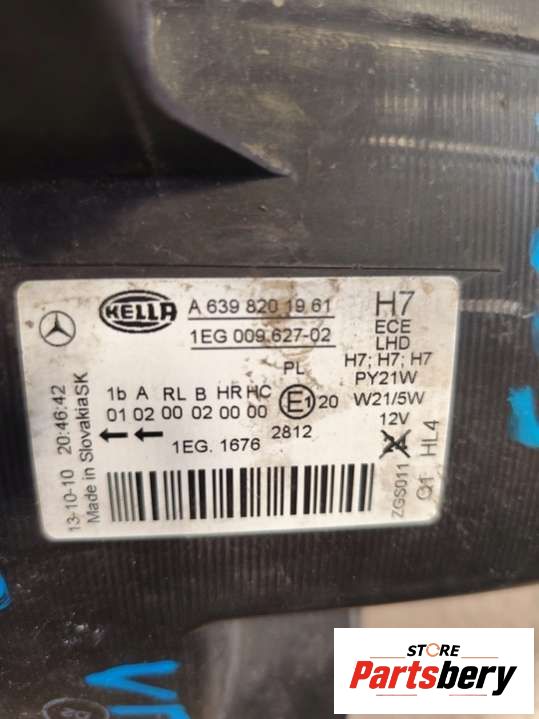 HELLA
A 639 820 19 61
1EG 009 627-02
H7
ECE
LHD
H7; H7; H7
PY21W
W21/5W
12V
PL
1b A RL B HR HC
01 02 00 02 00 00
E1 20
2812
1EG. 1676
13-10-10 20:46:42
Made in SlovakiaSK
ZGS011
Q1 HL4
STORE
Partsbery